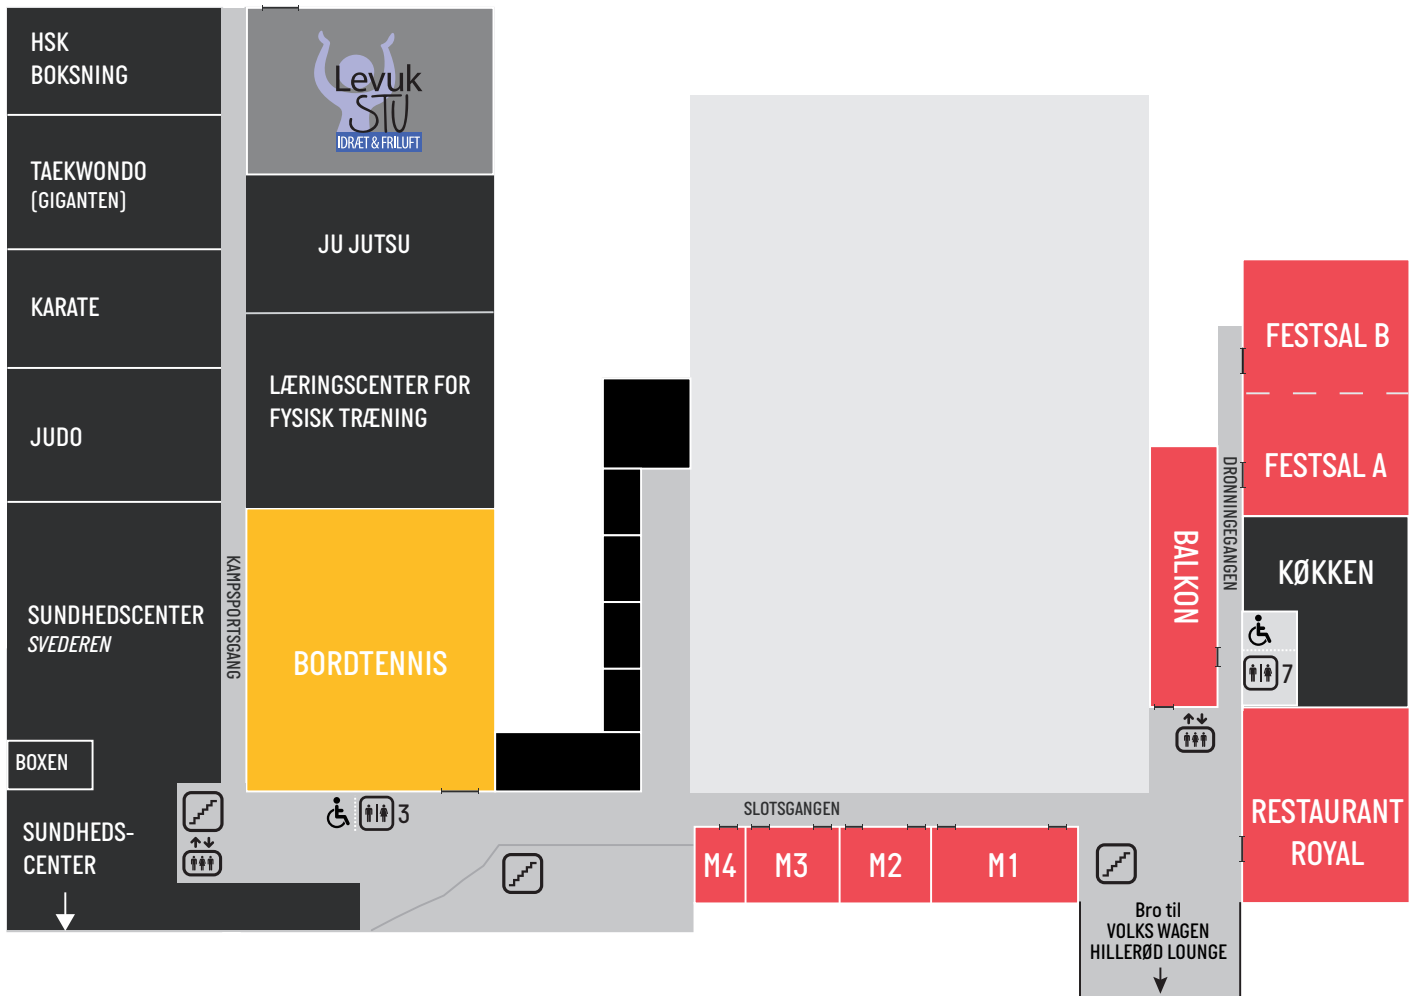 HSK
BOKSNING
TAEKWONDO
(GIGANTEN)
KARATE
JUDO
SUNDHEDSCENTER
SVEDEREN
BOXEN
SUNDHEDS-
CENTER
KAMPSPORTSGANG
Levuk
STU
IDRÆT & FRILUFT
JU JUTSU
LÆRINGSCENTER FOR
FYSISK TRÆNING
BORDTENNIS
3
SLOTSGANGEN
M4
M3
M2
M1
BALKON
DRONNINGEGANGEN
FESTSAL B
FESTSAL A
KØKKEN
7
RESTAURANT
ROYAL
Bro til
VOLKS WAGEN
HILLERØD LOUNGE